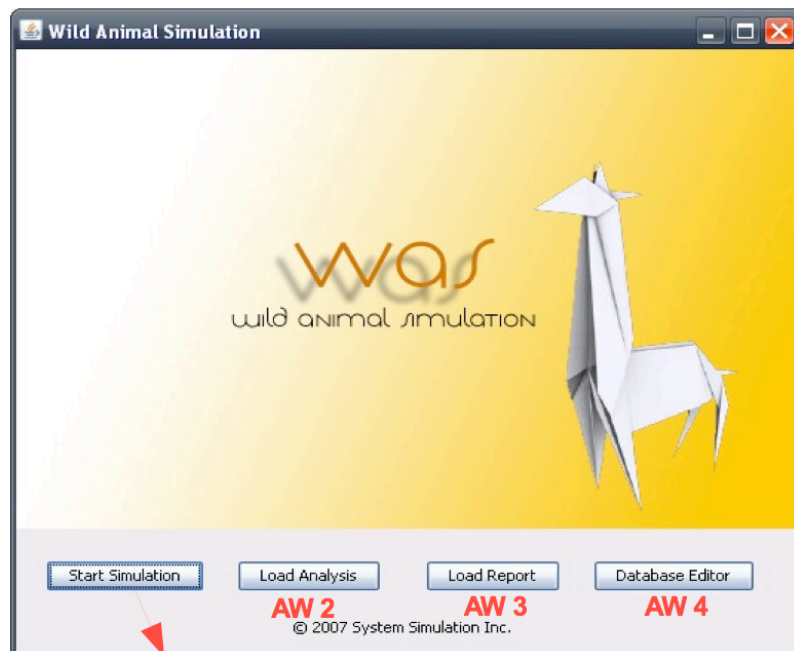 Wild Animal Simulation
was
wild animal simulation
Start Simulation Load Analysis Load Report Database Editor
AW 2 AW 3 AW 4
© 2007 System Simulation Inc.